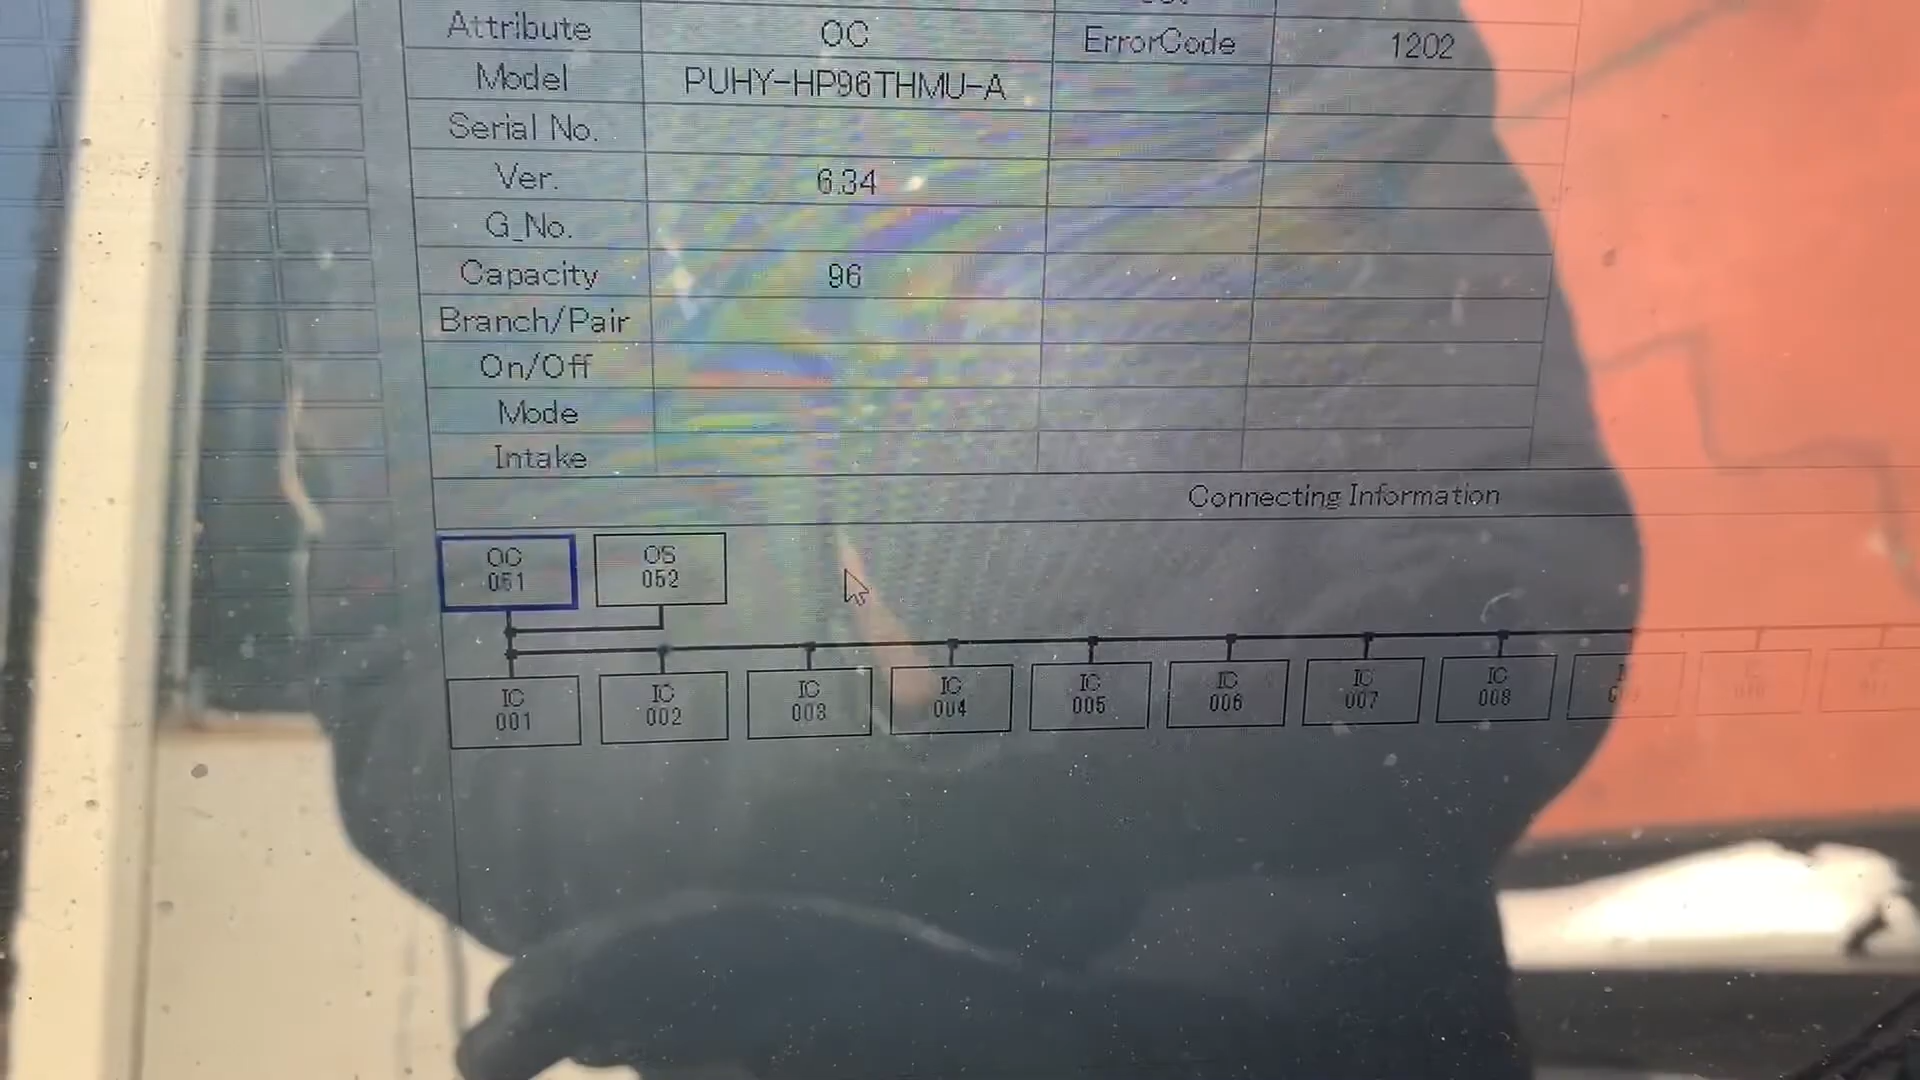 Attribute OC ErrorCode 1202
Model PUHY-HP96THMU-A
Serial No.
Ver. 6.34
G_No.
Capacity 96
Branch/Pair
On/Off
Mode
Intake
Connecting Information
OC OS
051 052
IC IC IC IC IC IC IC IC
001 002 003 004 005 006 007 008